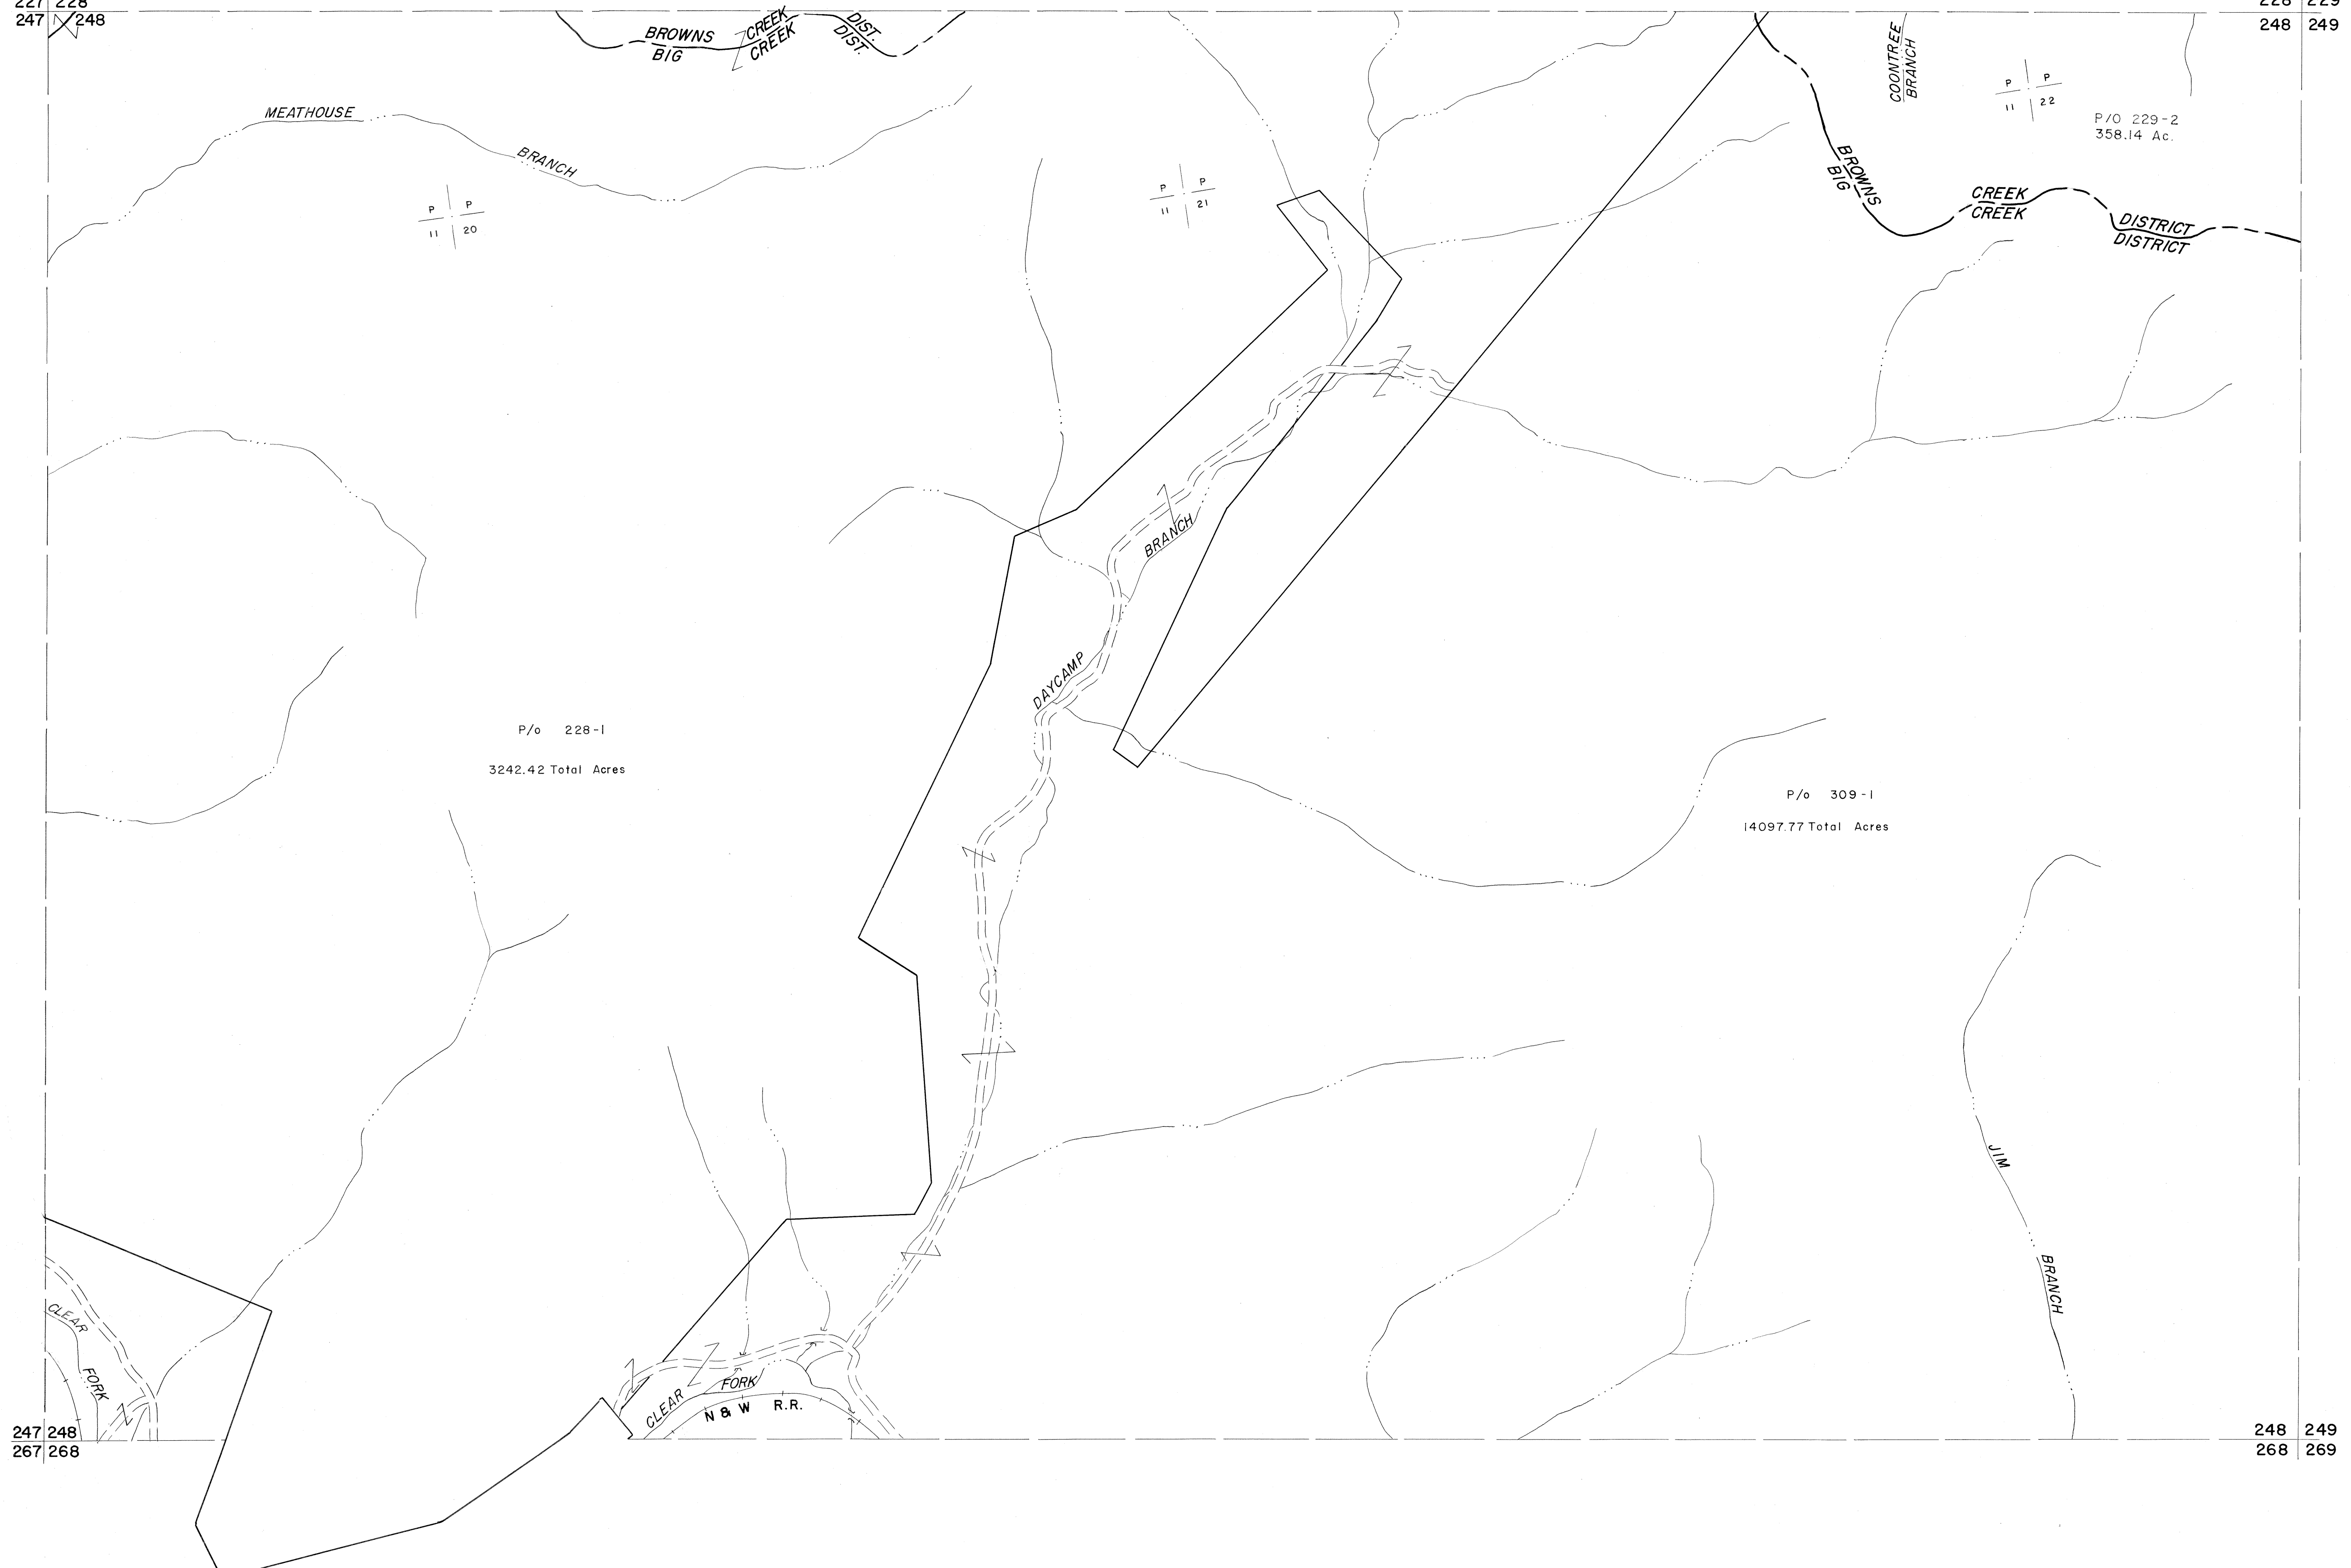 227 228
247 248
228 229
248 249
BROWNS CREEK DIST.
BIG CREEK DIST.
COONTREE
BRANCH
P P
11 22
P/O 229-2
358.14 Ac.
MEATHOUSE BRANCH
P P
11 20
P P
11 21
BROWNS CREEK DISTRICT
BIG CREEK DISTRICT
DAYCAMP BRANCH
P/o 228-1
3242.42 Total Acres
P/o 309-1
14097.77 Total Acres
JIM BRANCH
CLEAR FORK
CLEAR FORK
N & W R.R.
247 248
267 268
248 249
268 269